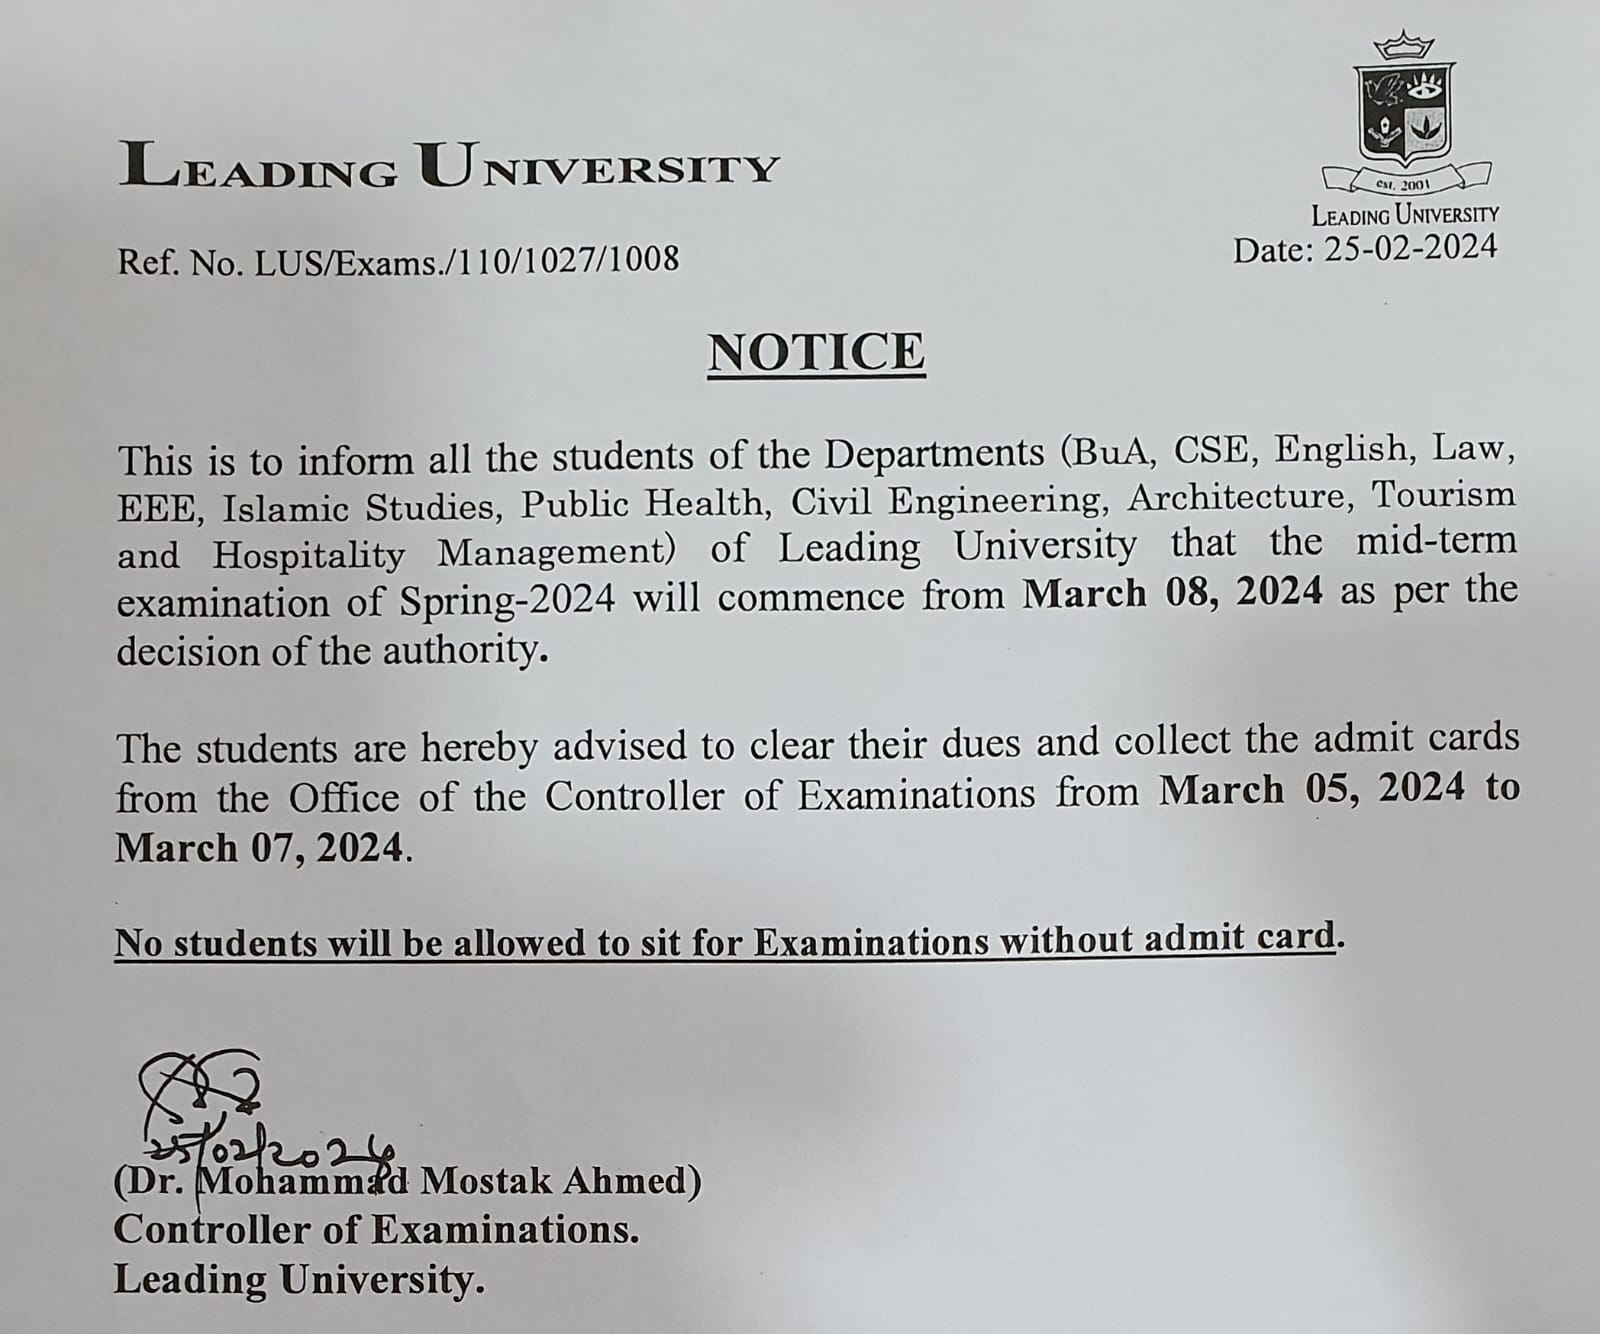 est. 2001
LEADING UNIVERSITY
LEADING UNIVERSITY
Ref. No. LUS/Exams./110/1027/1008
Date: 25-02-2024
NOTICE
This is to inform all the students of the Departments (BuA, CSE, English, Law,
EEE, Islamic Studies, Public Health, Civil Engineering, Architecture, Tourism
and Hospitality Management) of Leading University that the mid-term
examination of Spring-2024 will commence from March 08, 2024 as per the
decision of the authority.
The students are hereby advised to clear their dues and collect the admit cards
from the Office of the Controller of Examinations from March 05, 2024 to
March 07, 2024.
No students will be allowed to sit for Examinations without admit card.
25/02/2024
(Dr. Mohammad Mostak Ahmed)
Controller of Examinations.
Leading University.